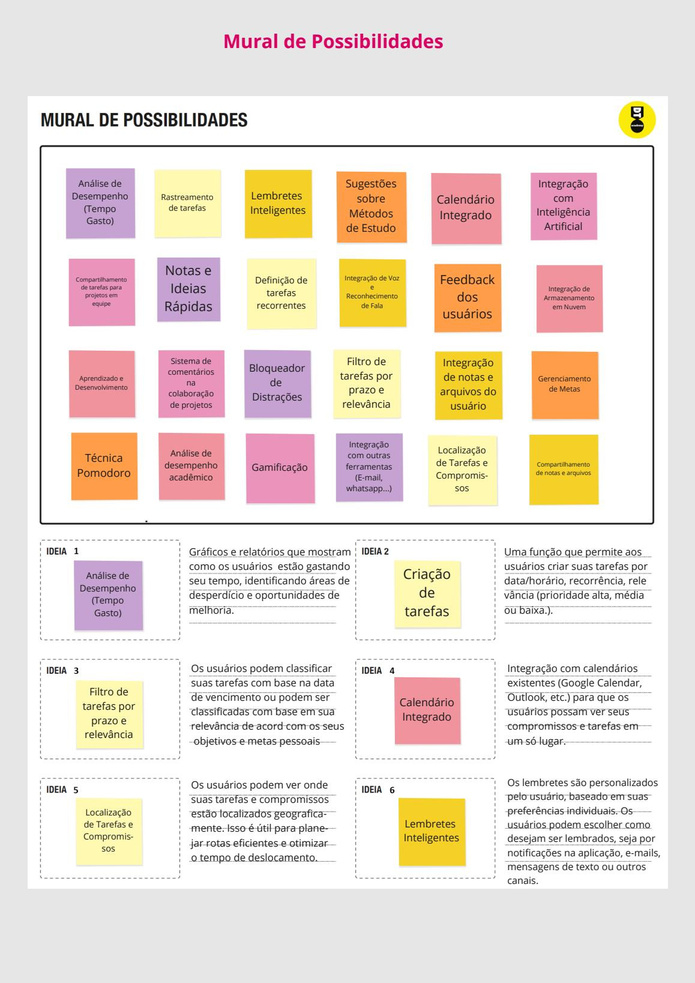 Mural de Possibilidades
MURAL DE POSSIBILIDADES
Análise de
Desempenho
(Tempo
Gasto)
Rastreamento
de tarefas
Lembretes
Inteligentes
Sugestões
sobre
Métodos
de Estudo
Calendário
Integrado
Integração
com
Inteligência
Artificial
Compartilhamento
de tarefas para
projetos em
equipe
Notas e
Ideias
Rápidas
Definição de
tarefas
recorrentes
Integração de Voz
e
Reconhecimento
de Fala
Feedback
dos
usuários
Integração de
Armazenamento
em Nuvem
Aprendizado e
Desenvolvimento
Sistema de
comentários
na
colaboração
de projetos
Bloqueador
de
Distrações
Filtro de
tarefas por
prazo e
relevância
Integração
de notas e
arquivos do
usuário
Gerenciamento
de Metas
Técnica
Pomodoro
Análise de
desempenho
acadêmico
Gamificação
Integração
com outras
ferramentas
(E-mail,
whatsapp...)
Localização
de Tarefas e
Compromis-
sos
Compartilhamento
de notas e arquivos
IDEIA 1
Análise de
Desempenho
(Tempo
Gasto)
Gráficos e relatórios que mostram
como os usuários estão gastando
seu tempo, identificando áreas de
desperdício e oportunidades de
melhoria.
IDEIA 2
Criação
de
tarefas
Uma função que permite aos
usuários criar suas tarefas por
data/horário, recorrência, rele
vância (prioridade alta, média
ou baixa.).
IDEIA 3
Filtro de
tarefas por
prazo e
relevância
Os usuários podem classificar
suas tarefas com base na data
de vencimento ou podem ser
classificadas com base em sua
relevância de acord com os seus
objetivos e metas pessoais
IDEIA 4
Calendário
Integrado
Integração com calendários
existentes (Google Calendar,
Outlook, etc.) para que os
usuários possam ver seus
compromissos e tarefas em
um só lugar.
IDEIA 5
Localização
de Tarefas e
Compromis-
sos
Os usuários podem ver onde
suas tarefas e compromissos
estão localizados geografica-
mente. Isso é útil para plane-
jar rotas eficientes e otimizar
o tempo de deslocamento.
IDEIA 6
Lembretes
Inteligentes
Os lembretes são personalizados
pelo usuário, baseado em suas
preferências individuais. Os
usuários podem escolher como
desejam ser lembrados, seja por
notificações na aplicação, e-mails,
mensagens de texto ou outros
canais.